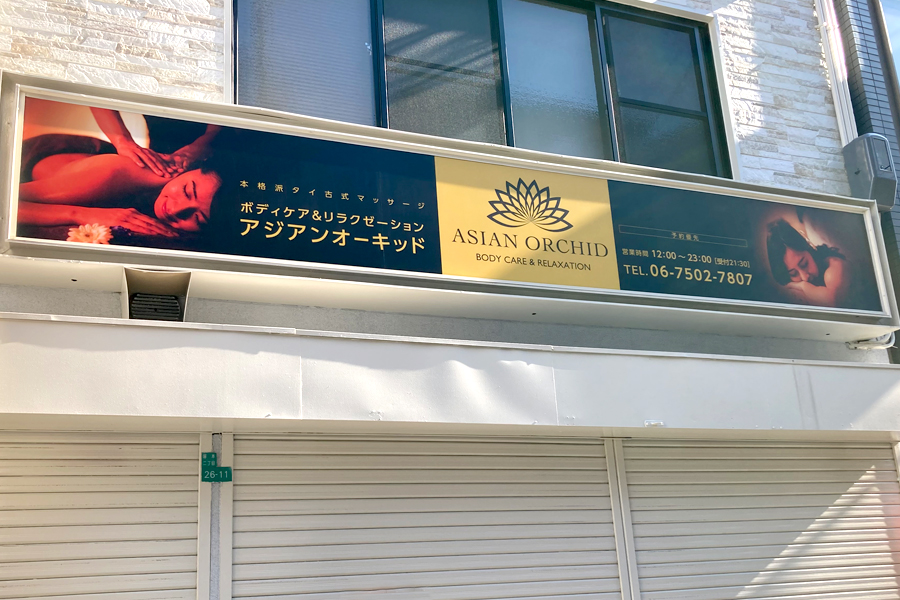 本格派タイ古式マッサージ
ボディケア&リラクゼーション
アジアンオーキッド
ASIAN ORCHID
BODY CARE & RELAXATION
予約優先
営業時間 12:00～23:00 [受付21:30]
TEL. 06-7502-7807
二丁目
26-11